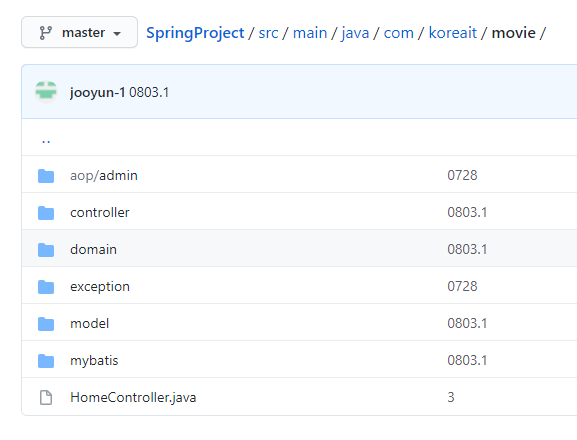 master SpringProject / src / main / java / com / koreait / movie /
jooyun-1 0803.1
..
aop/admin 0728
controller 0803.1
domain 0803.1
exception 0728
model 0803.1
mybatis 0803.1
HomeController.java 3